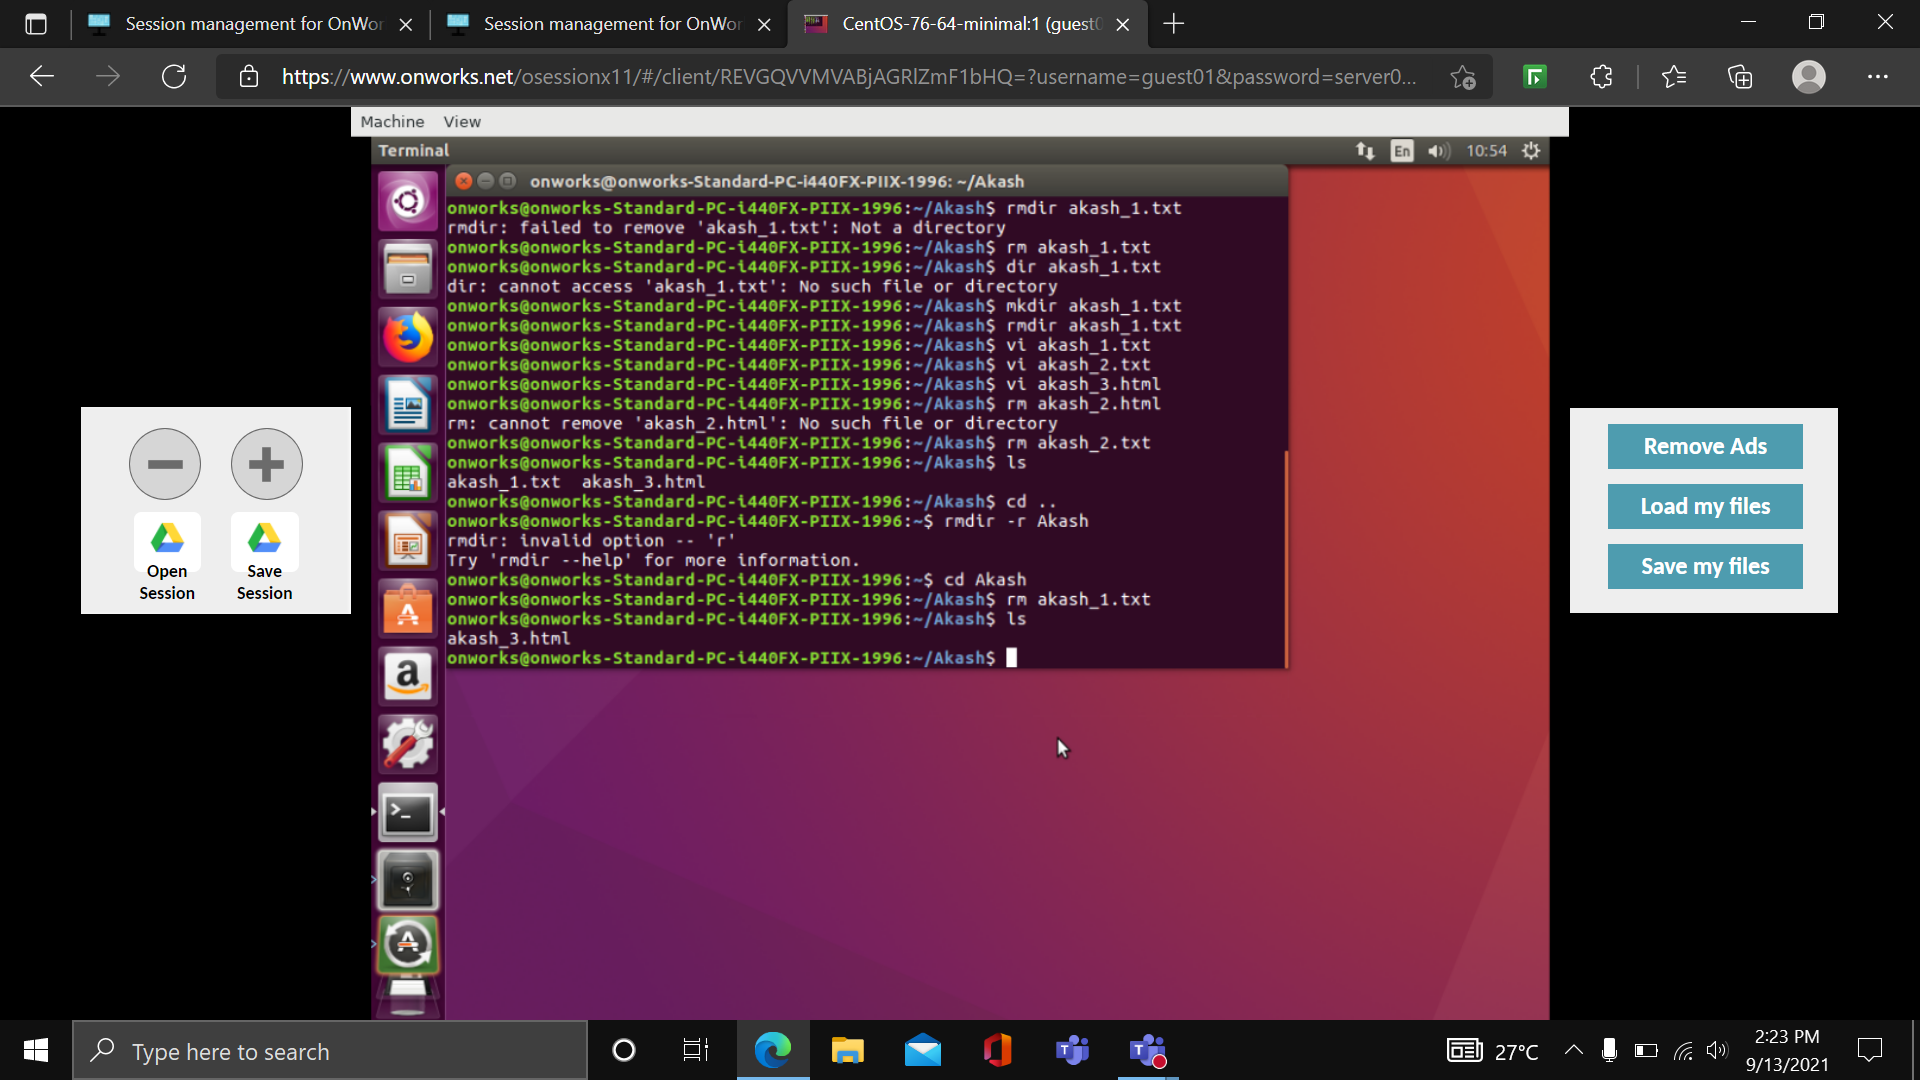 Session management for OnWor
Session management for OnWor
CentOS-76-64-minimal:1 (guest0
https://www.onworks.net/osessionx11/#/client/REVGQVVMVABjAGRlZmF1bHQ=?username=guest01&password=server0...
Machine View
Terminal
En
10:54
onworks@onworks-Standard-PC-i440FX-PIIX-1996: ~/Akash
onworks@onworks-Standard-PC-i440FX-PIIX-1996:~/Akash$ rmdir akash_1.txt
rmdir: failed to remove 'akash_1.txt': Not a directory
onworks@onworks-Standard-PC-i440FX-PIIX-1996:~/Akash$ rm akash_1.txt
onworks@onworks-Standard-PC-i440FX-PIIX-1996:~/Akash$ dir akash_1.txt
dir: cannot access 'akash_1.txt': No such file or directory
onworks@onworks-Standard-PC-i440FX-PIIX-1996:~/Akash$ mkdir akash_1.txt
onworks@onworks-Standard-PC-i440FX-PIIX-1996:~/Akash$ rmdir akash_1.txt
onworks@onworks-Standard-PC-i440FX-PIIX-1996:~/Akash$ vi akash_1.txt
onworks@onworks-Standard-PC-i440FX-PIIX-1996:~/Akash$ vi akash_2.txt
onworks@onworks-Standard-PC-i440FX-PIIX-1996:~/Akash$ vi akash_3.html
onworks@onworks-Standard-PC-i440FX-PIIX-1996:~/Akash$ rm akash_2.html
rm: cannot remove 'akash_2.html': No such file or directory
onworks@onworks-Standard-PC-i440FX-PIIX-1996:~/Akash$ rm akash_2.txt
onworks@onworks-Standard-PC-i440FX-PIIX-1996:~/Akash$ ls
akash_1.txt  akash_3.html
onworks@onworks-Standard-PC-i440FX-PIIX-1996:~/Akash$ cd ..
onworks@onworks-Standard-PC-i440FX-PIIX-1996:~$ rmdir -r Akash
rmdir: invalid option -- 'r'
Try 'rmdir --help' for more information.
onworks@onworks-Standard-PC-i440FX-PIIX-1996:~$ cd Akash
onworks@onworks-Standard-PC-i440FX-PIIX-1996:~/Akash$ rm akash_1.txt
onworks@onworks-Standard-PC-i440FX-PIIX-1996:~/Akash$ ls
akash_3.html
onworks@onworks-Standard-PC-i440FX-PIIX-1996:~/Akash$
Open
Session
Save
Session
Remove Ads
Load my files
Save my files
Type here to search
27°C
2:23 PM
9/13/2021